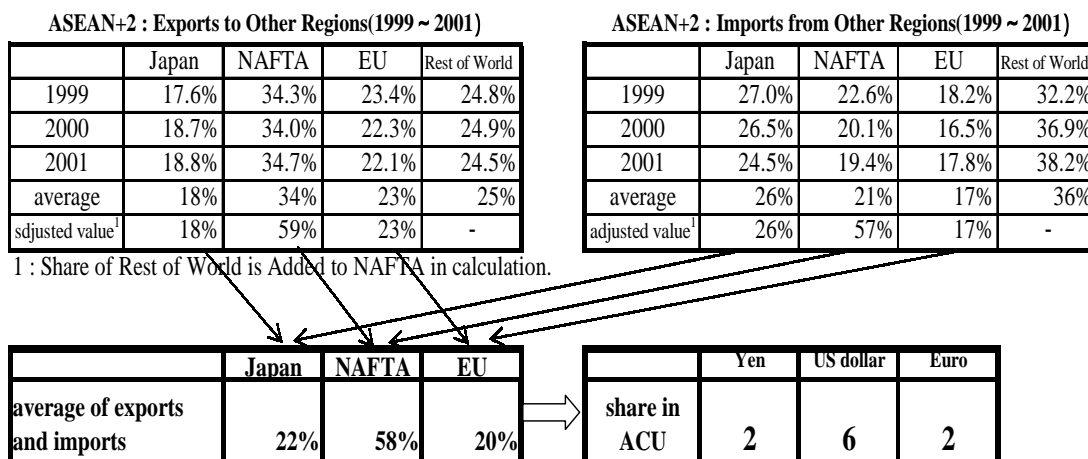 ASEAN+2 : Exports to Other Regions(1999 ~ 2001)
Japan NAFTA EU Rest of World
1999 17.6% 34.3% 23.4% 24.8%
2000 18.7% 34.0% 22.3% 24.9%
2001 18.8% 34.7% 22.1% 24.5%
average 18% 34% 23% 25%
sdjusted value1 18% 59% 23% -
1 : Share of Rest of World is Added to NAFTA in calculation.
ASEAN+2 : Imports from Other Regions(1999 ~ 2001)
Japan NAFTA EU Rest of World
1999 27.0% 22.6% 18.2% 32.2%
2000 26.5% 20.1% 16.5% 36.9%
2001 24.5% 19.4% 17.8% 38.2%
average 26% 21% 17% 36%
adjusted value1 26% 57% 17% -
Japan NAFTA EU
average of exports
and imports 22% 58% 20%
Yen US dollar Euro
share in
ACU 2 6 2